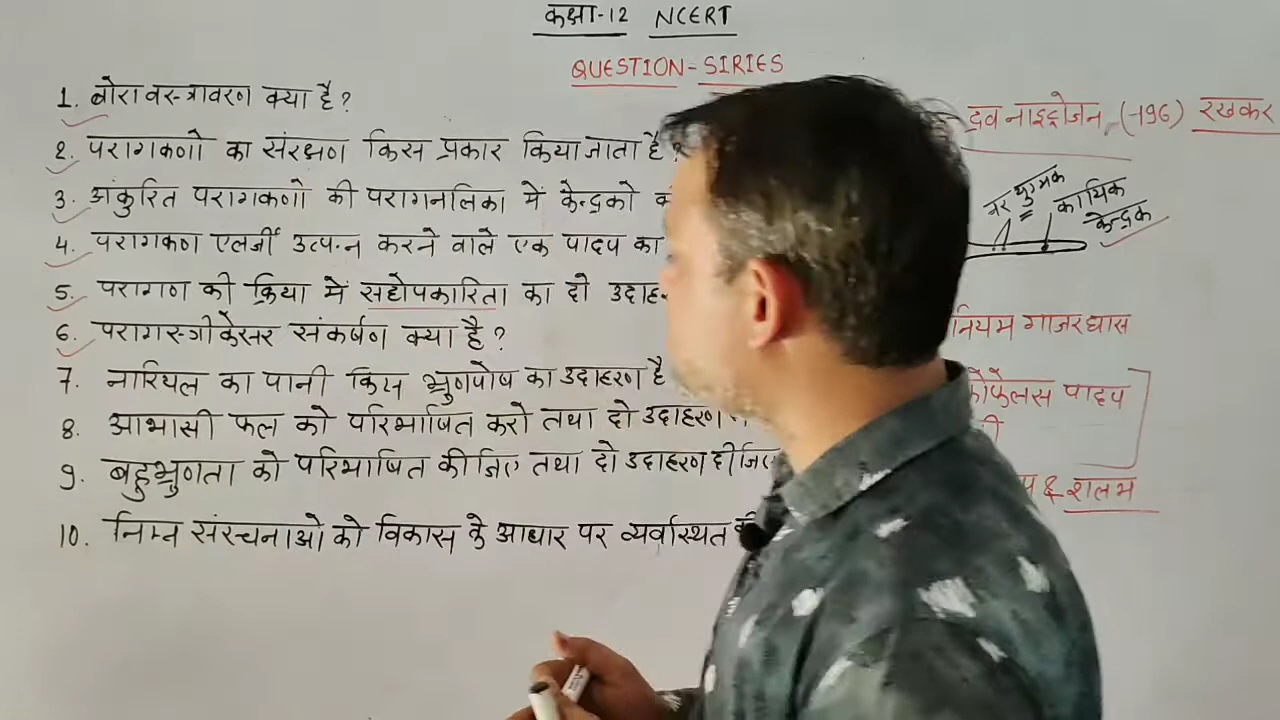 कक्षा-12 NCERT
QUESTION-SIRIES
1. बोरा वस्त्रावरण क्या है?
2. परागकणो का संरक्षण किस प्रकार किया जाता है?
3. अंकुरित परागकणो की परागनलिका में केन्द्रको
4. परागकण एलर्जी उत्पन्न करने वाले एक पादप का
5. परागण की क्रिया में सहोपकारिता का दो
6. परागस्त्रीकेसर संकर्षण क्या है?
7. नारियल का पानी किस भ्रुणपोष का उदाहरण है
8. आभासी फल को परिभाषित करो तथा दो उदाहरण
9. बहुभ्रुणता को परिभाषित कीजिए तथा दो उदाहरण दीजिए
10. निम्न संरचनाओ को विकास के आधार पर व्यवस्थित
द्रव नाइट्रोजन (-196) रखकर
नर युग्मक
कायिक
केन्द्रक
गाजर घास
पादप
& शलभ